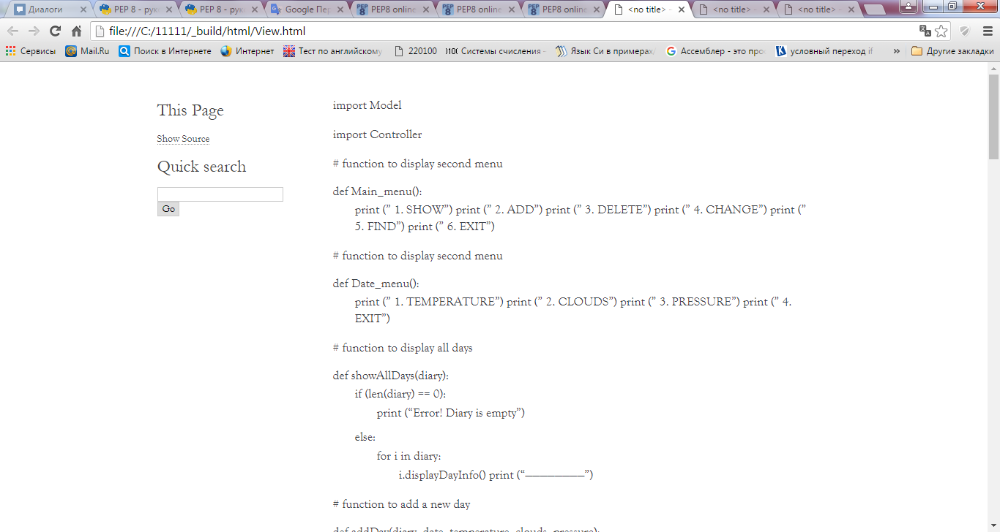 Диалоги
PEP 8 - рук
PEP 8 - рук
Google Пер
PEP8 online
PEP8 online
PEP8 online
<no title> -
<no title> -
<no title> -
file:///C:/11111/_build/html/View.html
Сервисы
Mail.Ru
Поиск в Интернете
Интернет
Тест по английскому
220100
Системы счисления -
Язык Си в примерах/
Ассемблер - это про
условный переход if
»
Другие закладки
This Page
Show Source
Quick search
Go
import Model
import Controller
# function to display second menu
def Main_menu():
print (” 1. SHOW”) print (” 2. ADD”) print (” 3. DELETE”) print (” 4. CHANGE”) print (”
5. FIND”) print (” 6. EXIT”)
# function to display second menu
def Date_menu():
print (” 1. TEMPERATURE”) print (” 2. CLOUDS”) print (” 3. PRESSURE”) print (” 4.
EXIT”)
# function to display all days
def showAllDays(diary):
if (len(diary) == 0):
print (“Error! Diary is empty”)
else:
for i in diary:
i.displayDayInfo() print (“————————”)
# function to add a new day
def addDay(diary, date, temperature, clouds, pressure):